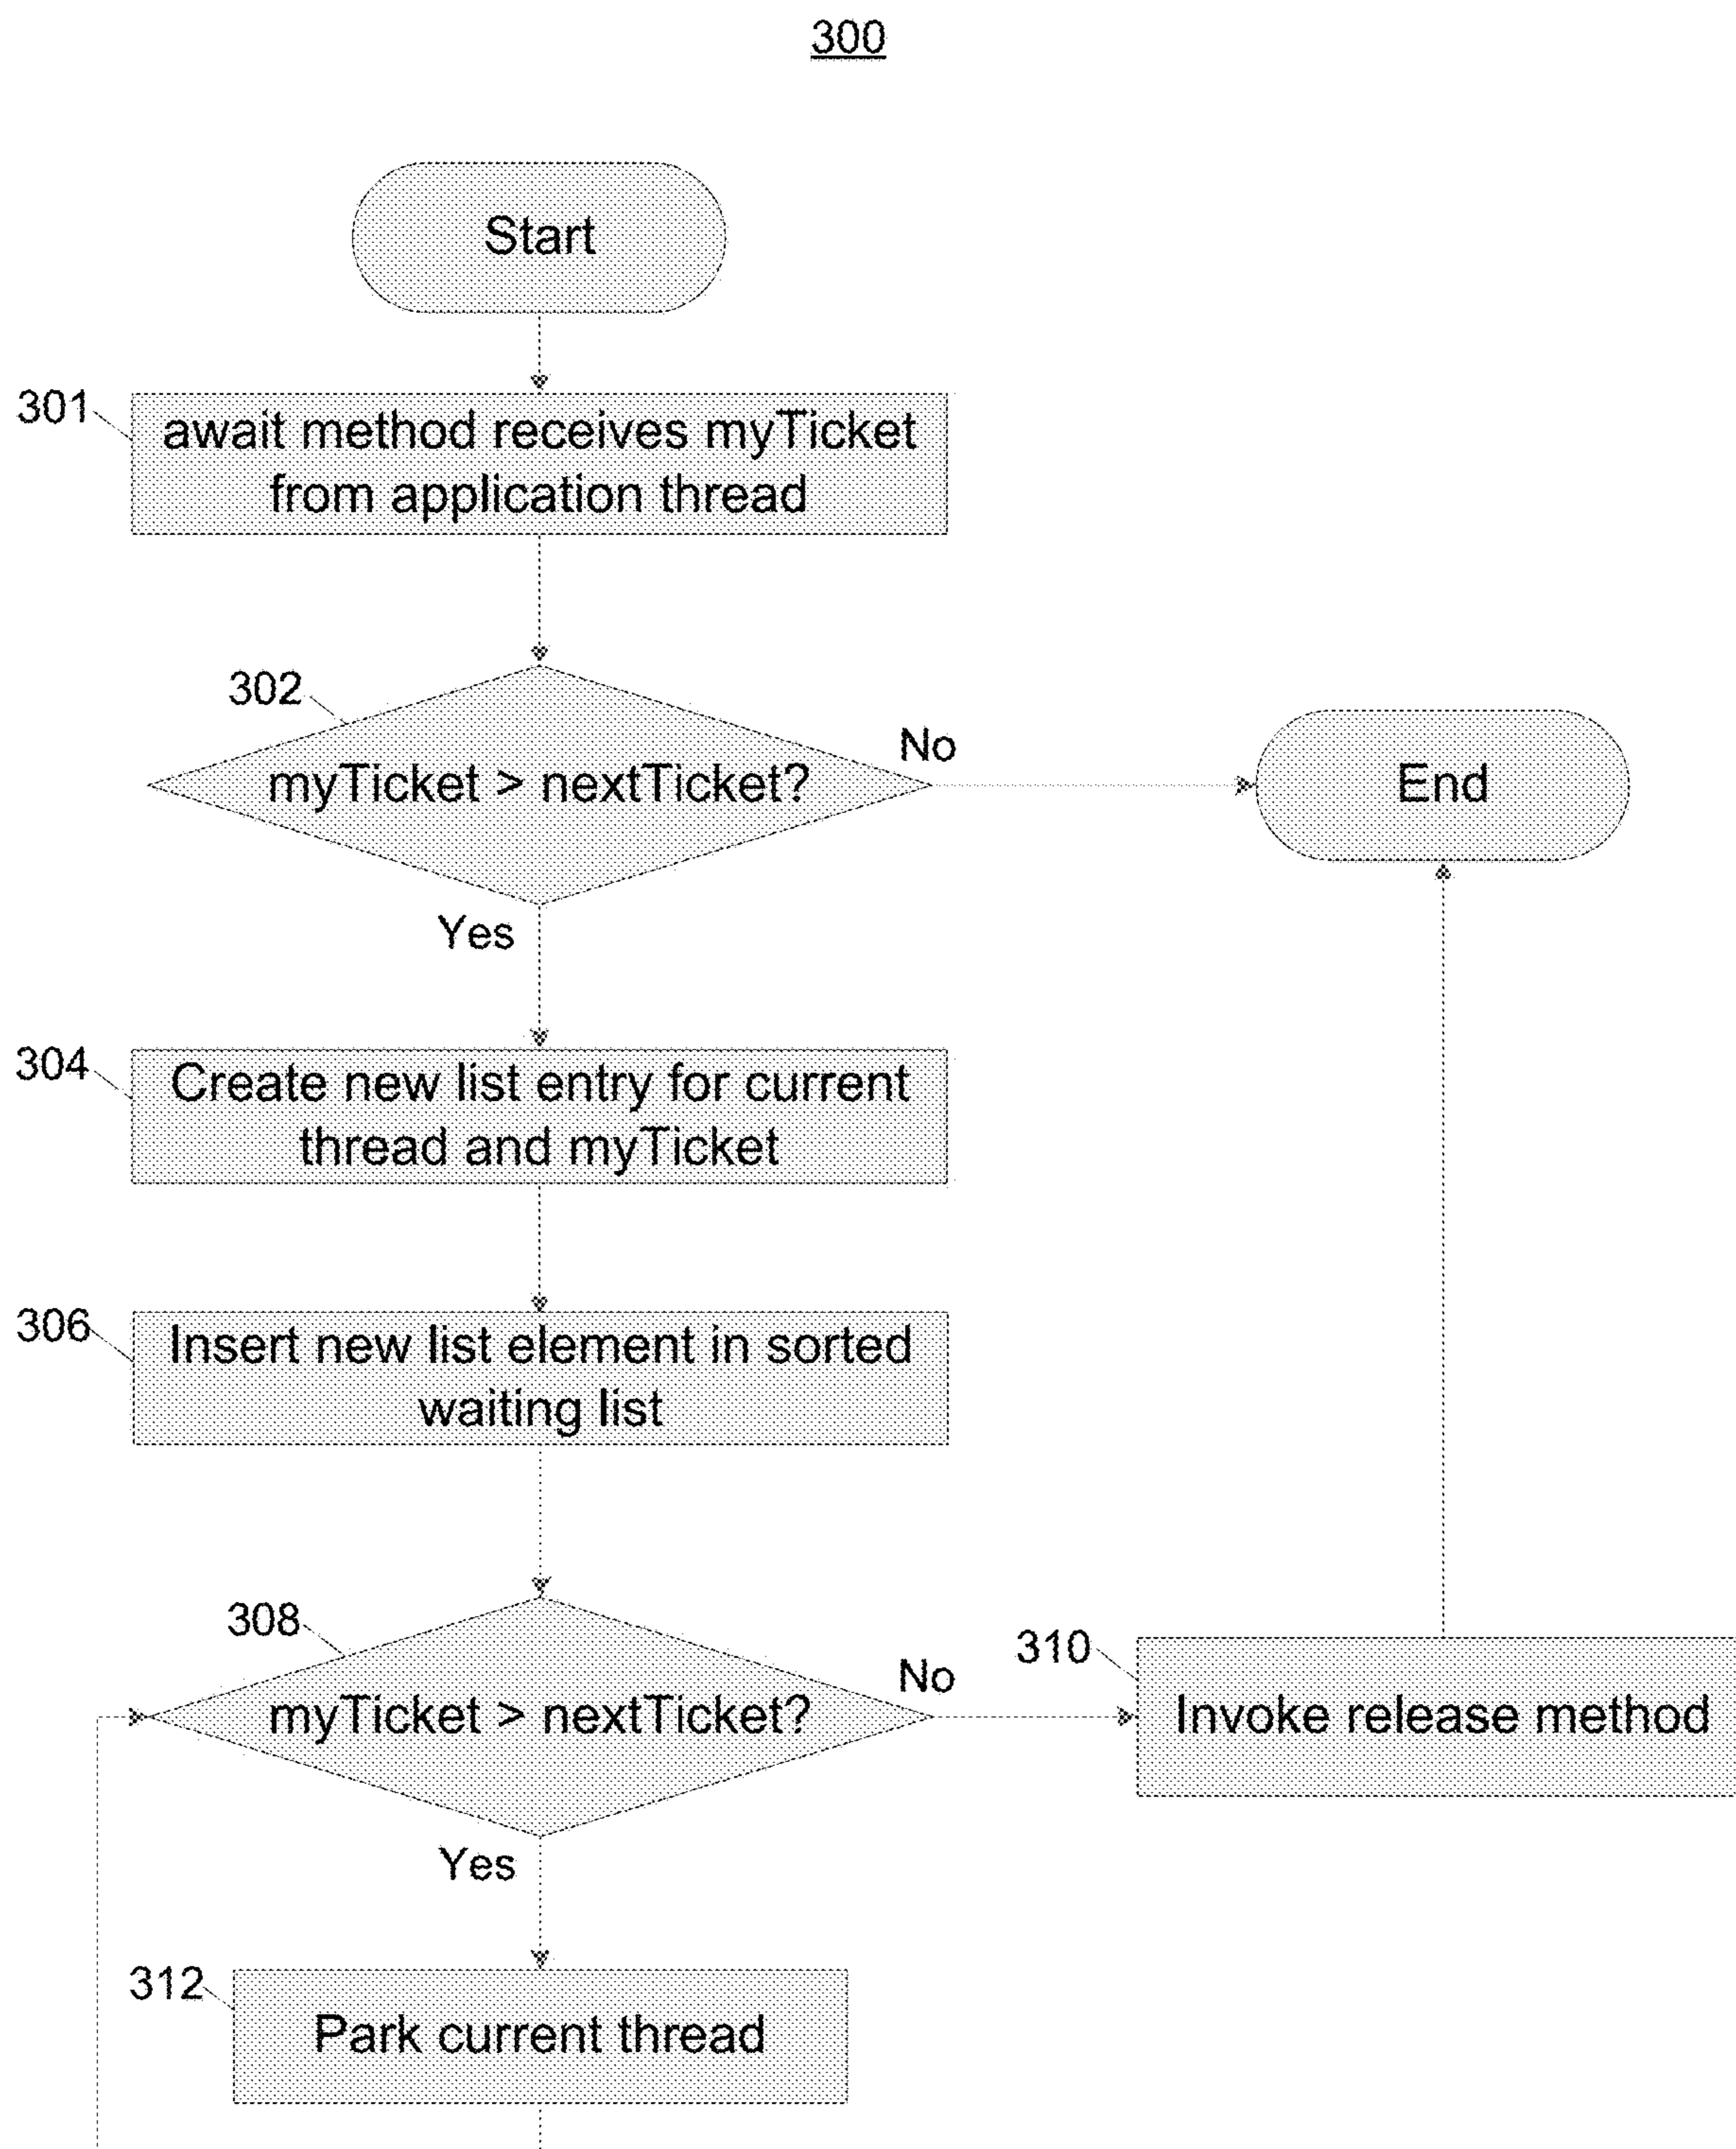 300
Start
301
await method receives myTicket
from application thread
302
myTicket > nextTicket?
No
End
Yes
304
Create new list entry for current
thread and myTicket
306
Insert new list element in sorted
waiting list
308
myTicket > nextTicket?
No
310
Invoke release method
Yes
312
Park current thread